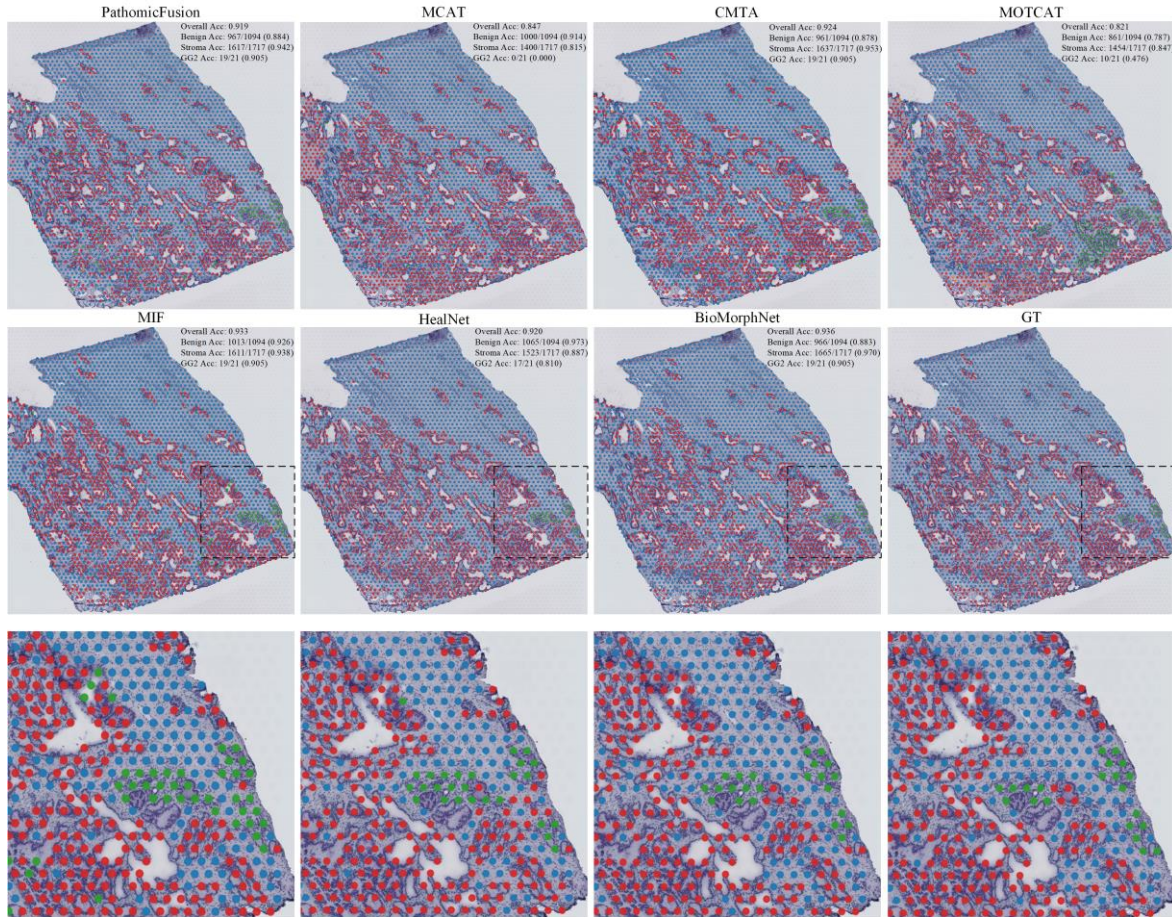 PathomicFusion
Overall Acc: 0.919
Benign Acc: 967/1094 (0.884)
Stroma Acc: 1617/1717 (0.942)
GG2 Acc: 19/21 (0.905)
MCAT
Overall Acc: 0.847
Benign Acc: 1000/1094 (0.914)
Stroma Acc: 1400/1717 (0.815)
GG2 Acc: 0/21 (0.000)
CMTA
Overall Acc: 0.924
Benign Acc: 961/1094 (0.878)
Stroma Acc: 1637/1717 (0.953)
GG2 Acc: 19/21 (0.905)
MOTCAT
Overall Acc: 0.821
Benign Acc: 861/1094 (0.787)
Stroma Acc: 1454/1717 (0.847
GG2 Acc: 10/21 (0.476)
MIF
Overall Acc: 0.933
Benign Acc: 1013/1094 (0.926)
Stroma Acc: 1611/1717 (0.938)
GG2 Acc: 19/21 (0.905)
HealNet
Overall Acc: 0.920
Benign Acc: 1065/1094 (0.973)
Stroma Acc: 1523/1717 (0.887)
GG2 Acc: 17/21 (0.810)
BioMorphNet
Overall Acc: 0.936
Benign Acc: 966/1094 (0.883)
Stroma Acc: 1665/1717 (0.970)
GG2 Acc: 19/21 (0.905)
GT